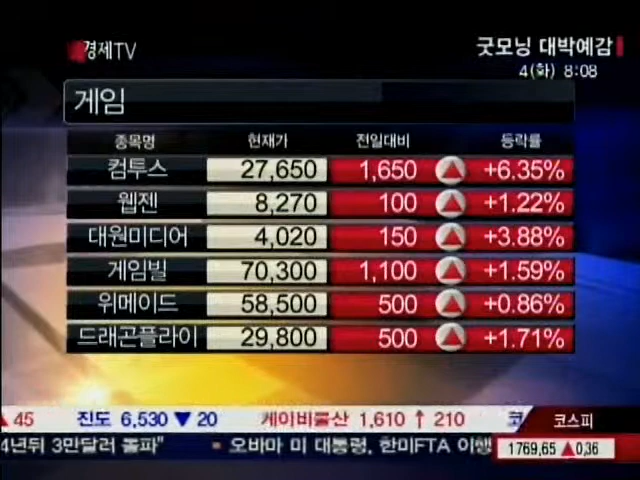 경제TV
굿모닝 대박예감
4(화) 8:08
게임
종목명 현재가 전일대비 등락률
컴투스 27,650 1,650 +6.35%
웹젠 8,270 100 +1.22%
대원미디어 4,020 150 +3.88%
게임빌 70,300 1,100 +1.59%
위메이드 58,500 500 +0.86%
드래곤플라이 29,800 500 +1.71%
▲ 45 진도 6,530 ▼ 20 케이비물산 1,610 ↑ 210 코스피
4년뒤 3만달러 돌파" ▪ 오바마 미 대통령, 한미FTA 이행 1769,65 ▲0,36